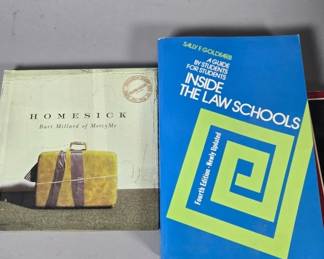 HOMESICK
Bart Millard of MercyMe
SALLY F. GOLDFARB
A GUIDE
BY STUDENTS
FOR STUDENTS
INSIDE
THE LAW SCHOOLS
Fourth Edition-Newly Updated